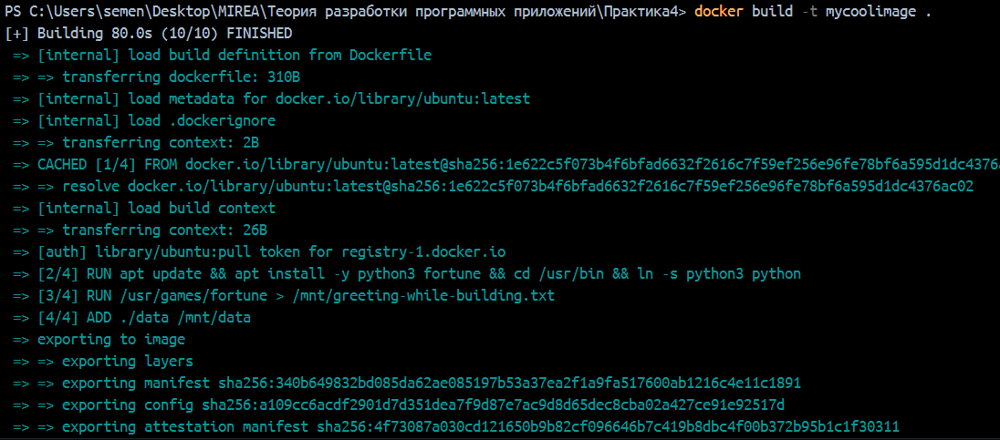 PS C:\Users\semen\Desktop\MIREA\Теория разработки программных приложений\Практика4> docker build -t mycoolimage .
[+] Building 80.0s (10/10) FINISHED
=> [internal] load build definition from Dockerfile
=> => transferring dockerfile: 310B
=> [internal] load metadata for docker.io/library/ubuntu:latest
=> [internal] load .dockerignore
=> => transferring context: 2B
=> CACHED [1/4] FROM docker.io/library/ubuntu:latest@sha256:1e622c5f073b4f6bfad6632f2616c7f59ef256e96fe78bf6a595d1dc4376a
=> => resolve docker.io/library/ubuntu:latest@sha256:1e622c5f073b4f6bfad6632f2616c7f59ef256e96fe78bf6a595d1dc4376ac02
=> [internal] load build context
=> => transferring context: 26B
=> [auth] library/ubuntu:pull token for registry-1.docker.io
=> [2/4] RUN apt update && apt install -y python3 fortune && cd /usr/bin && ln -s python3 python
=> [3/4] RUN /usr/games/fortune > /mnt/greeting-while-building.txt
=> [4/4] ADD ./data /mnt/data
=> exporting to image
=> => exporting layers
=> => exporting manifest sha256:340b649832bd085da62ae085197b53a37ea2f1a9fa517600ab1216c4e11c1891
=> => exporting config sha256:a109cc6acdf2901d7d351dea7f9d87e7ac9d8d65dec8cba02a427ce91e92517d
=> => exporting attestation manifest sha256:4f73087a030cd121650b9b82cf096646b7c419b8dbc4f00b372b95b1c1f30311